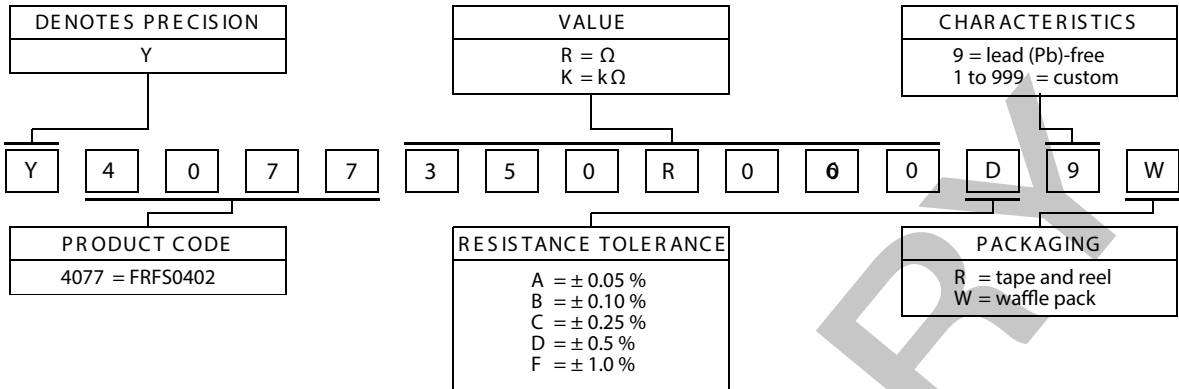 DENOTES PRECISION
Y
VALUE
R = Ω
K = kΩ
CHARACTERISTICS
9 = lead (Pb)-free
1 to 999 = custom
Y 4 0 7 7 3 5 0 R 0 0 D 9 W
PRODUCT CODE
4077 = FRFS0402
RESISTANCE TOLERANCE
A = ± 0.05 %
B = ± 0.10 %
C = ± 0.25 %
D = ± 0.5 %
F = ± 1.0 %
PACKAGING
R = tape and reel
W = waffle pack
RY